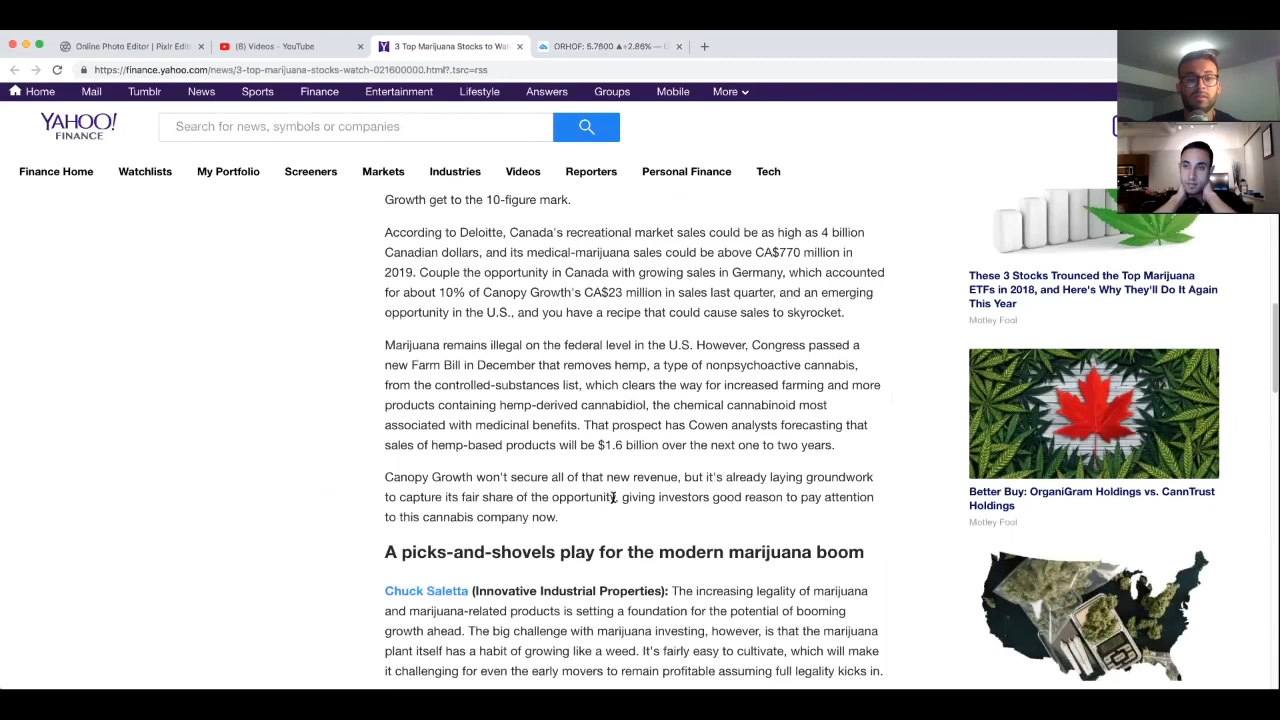 Online Photo Editor | Pixlr Edit
(8) Videos - YouTube
3 Top Marijuana Stocks to Wat
ORHOF: 5.7600 ▲+2.86% — U
https://finance.yahoo.com/news/3-top-marijuana-stocks-watch-021600000.html?.tsrc=rss
Home Mail Tumblr News Sports Finance Entertainment Lifestyle Answers Groups Mobile More
YAHOO!
FINANCE
Search for news, symbols or companies
Finance Home Watchlists My Portfolio Screeners Markets Industries Videos Reporters Personal Finance Tech
Growth get to the 10-figure mark.
According to Deloitte, Canada's recreational market sales could be as high as 4 billion
Canadian dollars, and its medical-marijuana sales could be above CA$770 million in
2019. Couple the opportunity in Canada with growing sales in Germany, which accounted
for about 10% of Canopy Growth's CA$23 million in sales last quarter, and an emerging
opportunity in the U.S., and you have a recipe that could cause sales to skyrocket.
Marijuana remains illegal on the federal level in the U.S. However, Congress passed a
new Farm Bill in December that removes hemp, a type of nonpsychoactive cannabis,
from the controlled-substances list, which clears the way for increased farming and more
products containing hemp-derived cannabidiol, the chemical cannabinoid most
associated with medicinal benefits. That prospect has Cowen analysts forecasting that
sales of hemp-based products will be $1.6 billion over the next one to two years.
Canopy Growth won't secure all of that new revenue, but it's already laying groundwork
to capture its fair share of the opportunity, giving investors good reason to pay attention
to this cannabis company now.
A picks-and-shovels play for the modern marijuana boom
Chuck Saletta (Innovative Industrial Properties): The increasing legality of marijuana
and marijuana-related products is setting a foundation for the potential of booming
growth ahead. The big challenge with marijuana investing, however, is that the marijuana
plant itself has a habit of growing like a weed. It's fairly easy to cultivate, which will make
it challenging for even the early movers to remain profitable assuming full legality kicks in.
These 3 Stocks Trounced the Top Marijuana
ETFs in 2018, and Here's Why They'll Do It Again
This Year
Motley Fool
Better Buy: OrganiGram Holdings vs. CannTrust
Holdings
Motley Fool